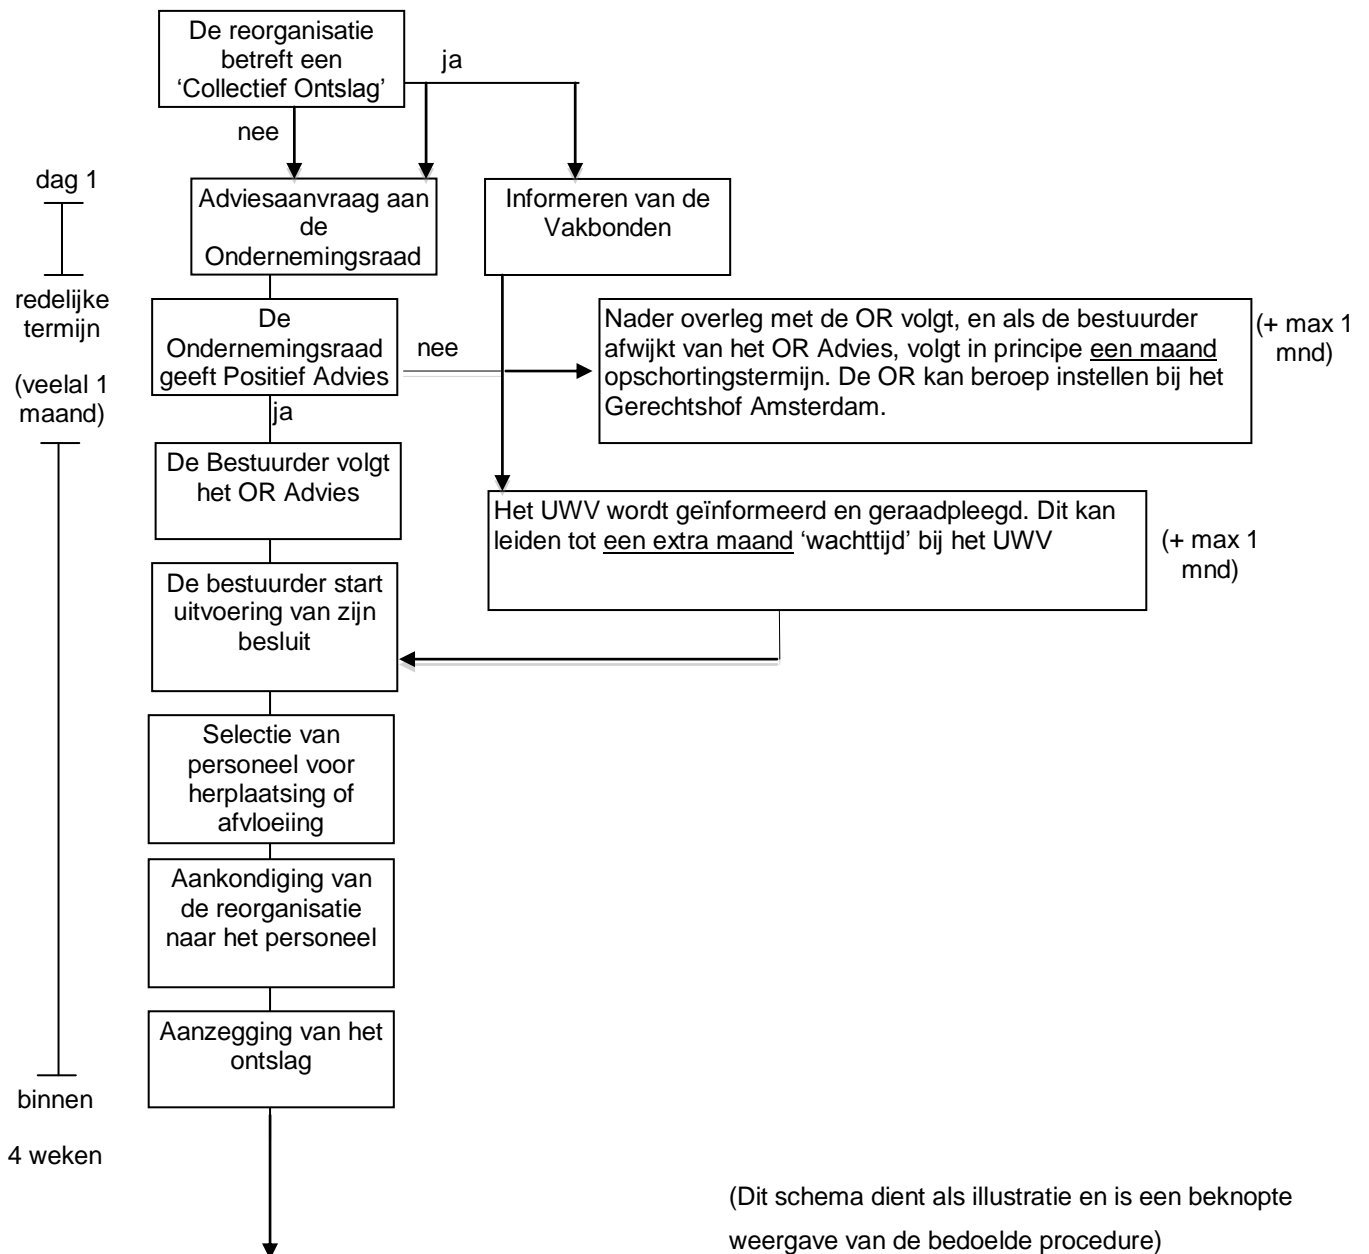 De reorganisatie
betreft een
‘Collectief Ontslag’
ja
nee
dag 1
Adviesaanvraag aan
de
Ondernemingsraad
Informeren van de
Vakbonden
redelijke
termijn
(veelal 1
maand)
De
Ondernemingsraad
geeft Positief Advies
nee
Nader overleg met de OR volgt, en als de bestuurder
afwijkt van het OR Advies, volgt in principe een maand
opschortingstermijn. De OR kan beroep instellen bij het
Gerechtshof Amsterdam.
(+ max 1
mnd)
ja
De Bestuurder volgt
het OR Advies
Het UWV wordt geïnformeerd en geraadpleegd. Dit kan
leiden tot een extra maand ‘wachttijd’ bij het UWV
(+ max 1
mnd)
De bestuurder start
uitvoering van zijn
besluit
Selectie van
personeel voor
herplaatsing of
afvloeiing
Aankondiging van
de reorganisatie
naar het personeel
Aanzegging van het
ontslag
binnen
4 weken
(Dit schema dient als illustratie en is een beknopte
weergave van de bedoelde procedure)